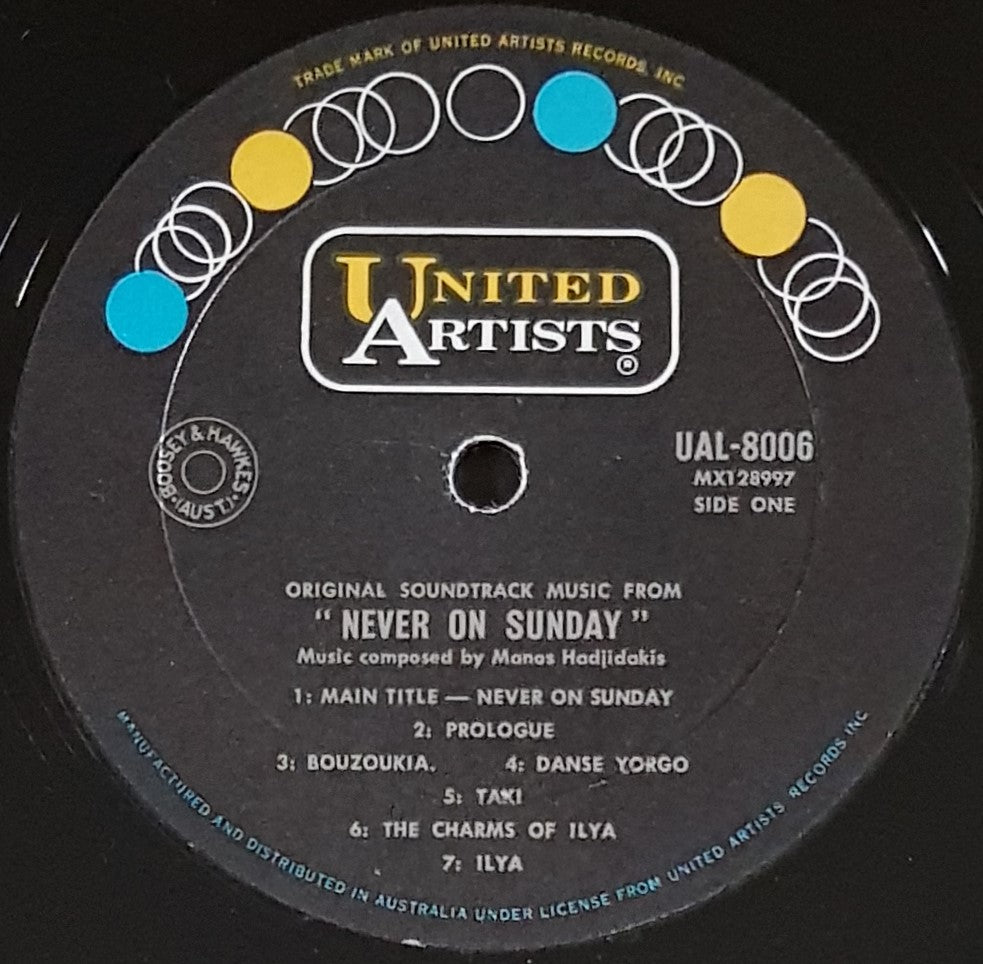 TRADE MARK OF UNITED ARTISTS RECORDS, INC
UNITED
ARTISTS
®
BOOSEY & HAWKES
(AUST)
UAL-8006
MX128997
SIDE ONE
ORIGINAL SOUNDTRACK MUSIC FROM
"NEVER ON SUNDAY"
Music composed by Manos Hadjidakis
1: MAIN TITLE — NEVER ON SUNDAY
2: PROLOGUE
3: BOUZOUKIA. 4: DANSE YORGO
5: TAKI
6: THE CHARMS OF ILYA
7: ILYA
MANUFACTURED AND DISTRIBUTED IN AUSTRALIA UNDER LICENSE FROM UNITED ARTISTS RECORDS INC